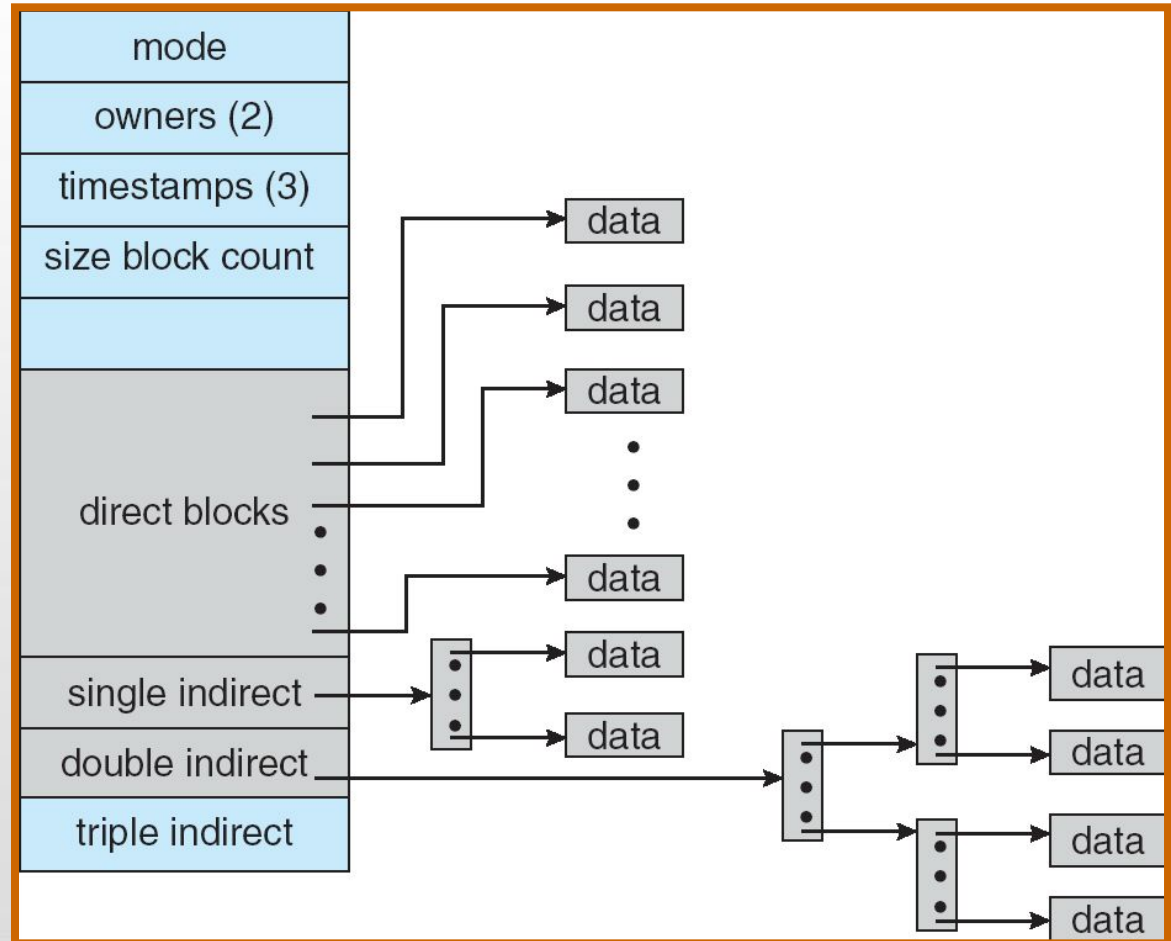 mode
owners (2)
timestamps (3)
size block count
direct blocks
single indirect
double indirect
triple indirect
data
data
data
data
data
data
data
data
data
data